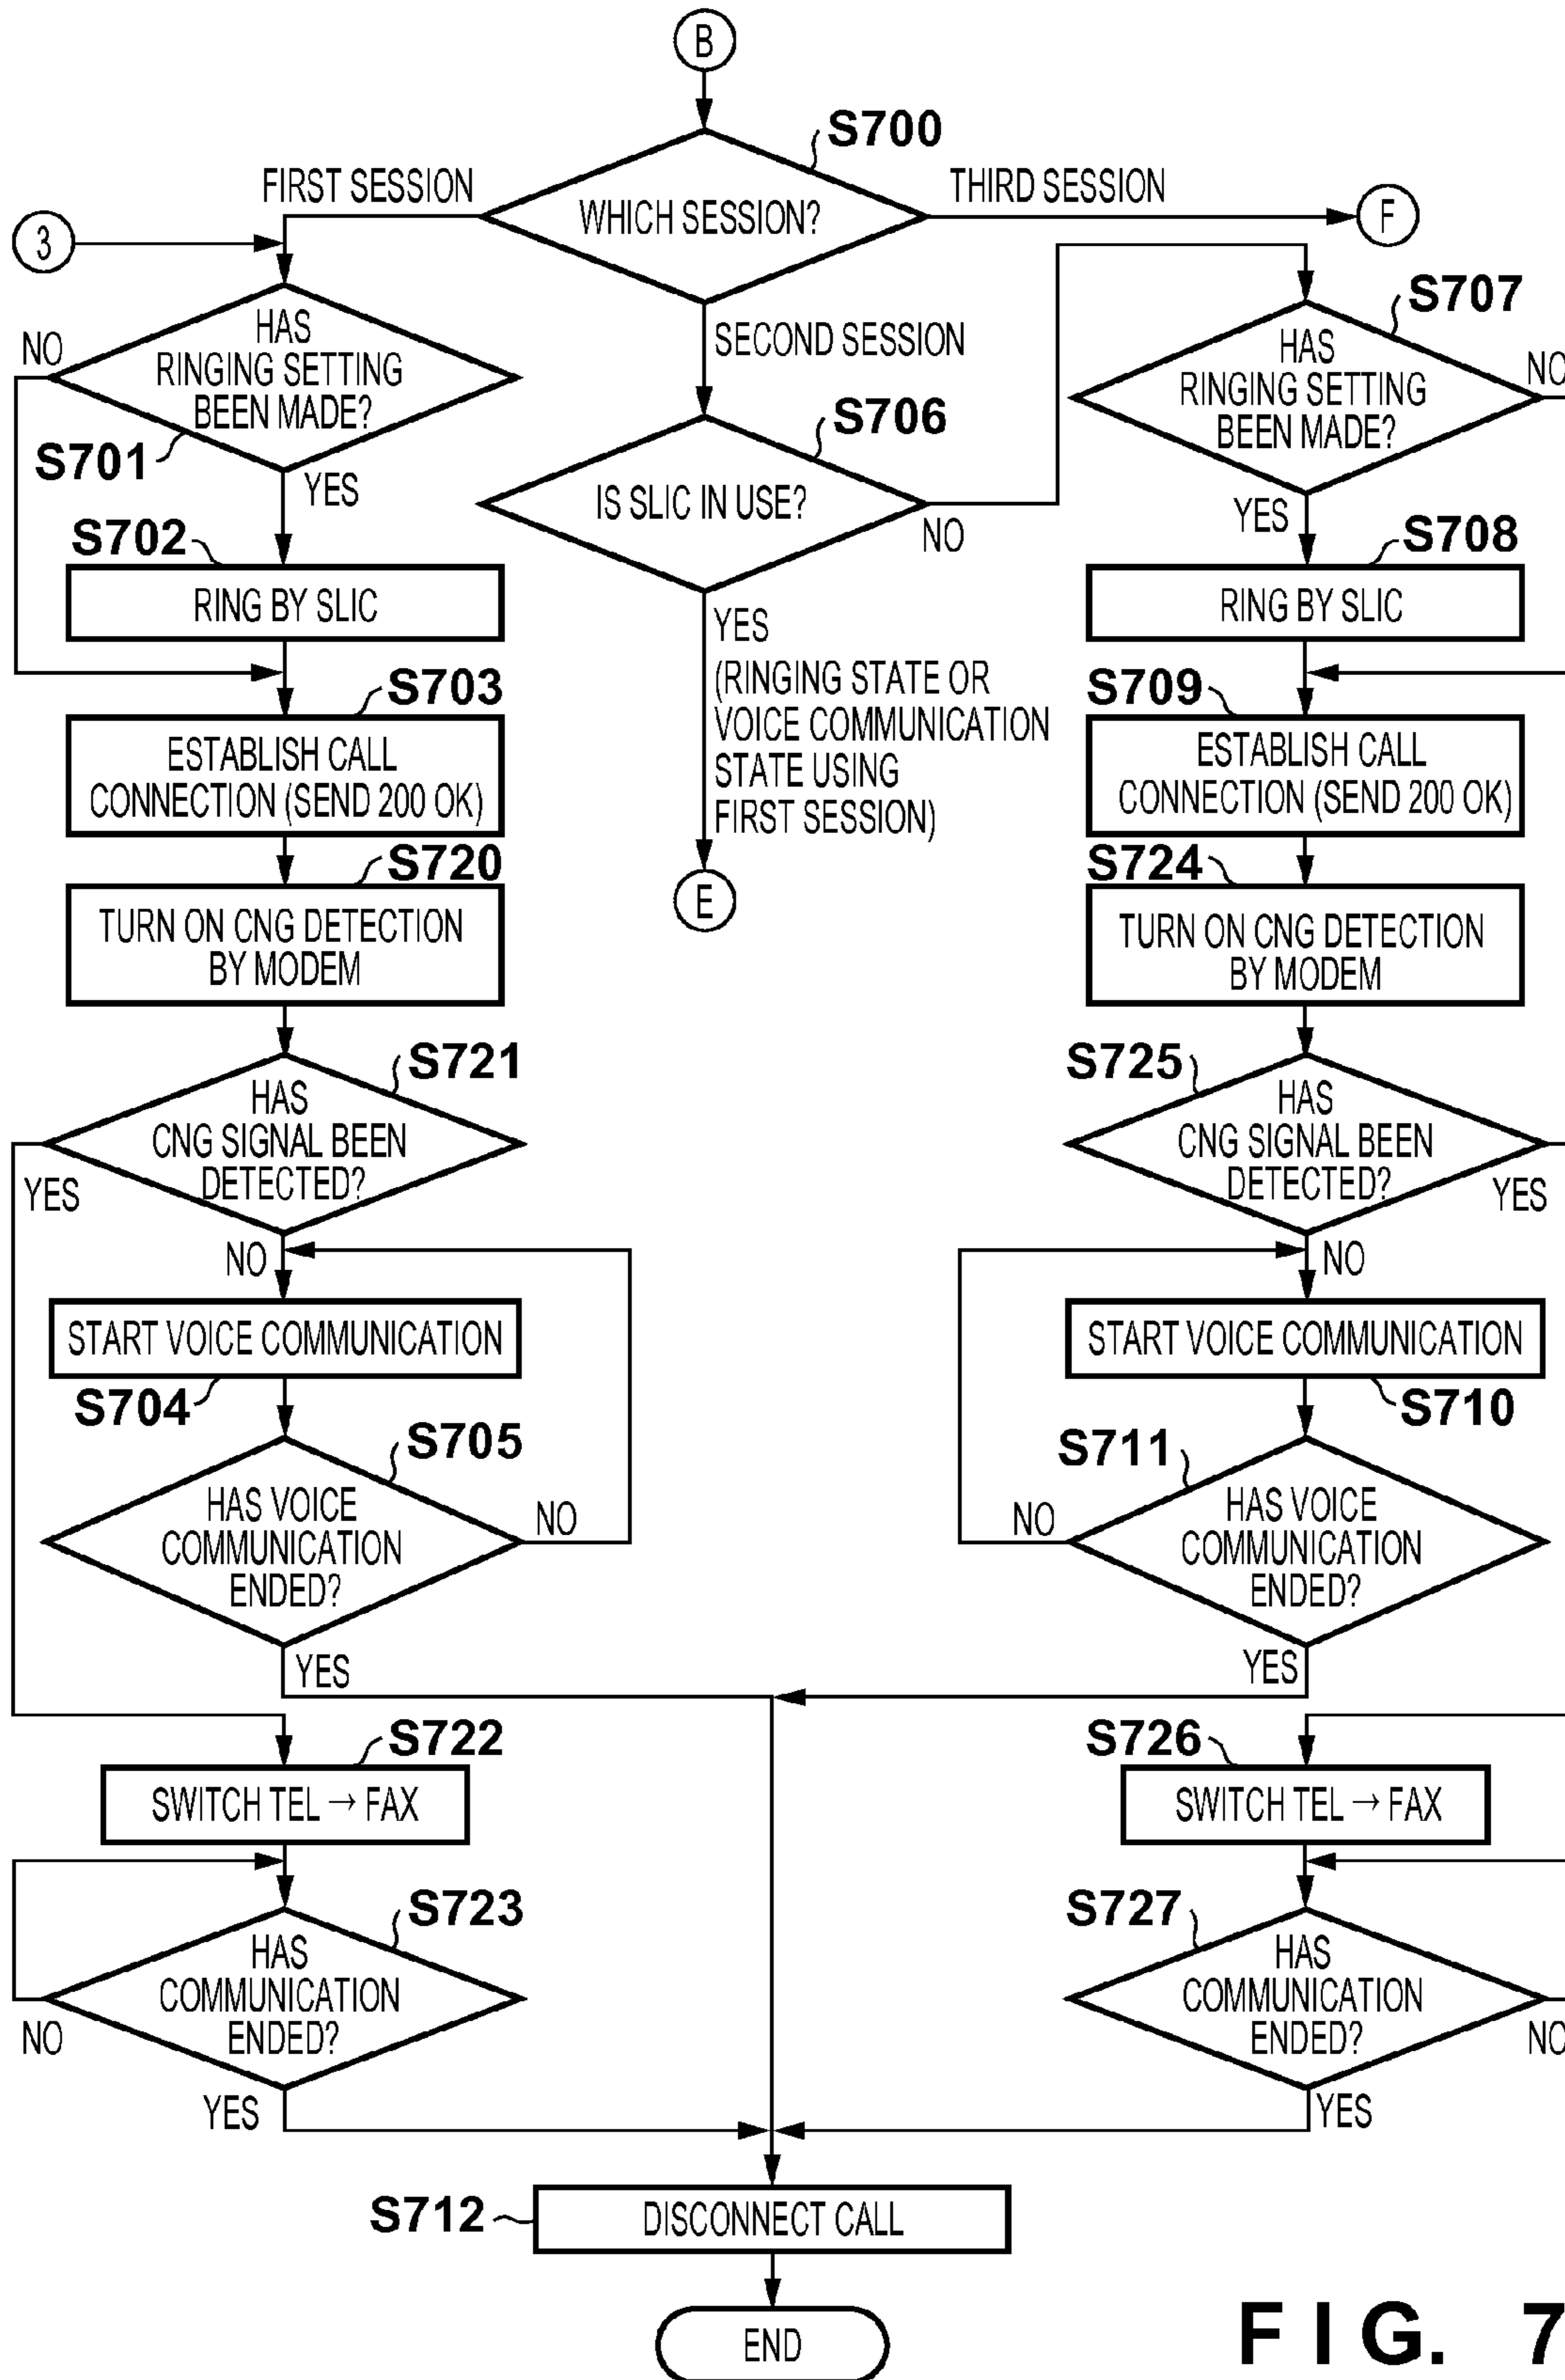 B
S700
FIRST SESSION
THIRD SESSION
WHICH SESSION?
3
F
S707
HAS
RINGING SETTING
BEEN MADE?
NO
S701
YES
SECOND SESSION
S706
IS SLIC IN USE?
NO
HAS
RINGING SETTING
BEEN MADE?
NO
YES
S702
RING BY SLIC
S708
RING BY SLIC
YES
(RINGING STATE OR
VOICE COMMUNICATION
STATE USING
FIRST SESSION)
E
S703
ESTABLISH CALL
CONNECTION (SEND 200 OK)
S709
ESTABLISH CALL
CONNECTION (SEND 200 OK)
S720
TURN ON CNG DETECTION
BY MODEM
S724
TURN ON CNG DETECTION
BY MODEM
S721
HAS
CNG SIGNAL BEEN
DETECTED?
YES
NO
S725
HAS
CNG SIGNAL BEEN
DETECTED?
YES
NO
START VOICE COMMUNICATION
S704
START VOICE COMMUNICATION
S710
S705
HAS VOICE
COMMUNICATION
ENDED?
NO
YES
S711
HAS VOICE
COMMUNICATION
ENDED?
NO
YES
S722
SWITCH TEL → FAX
S726
SWITCH TEL → FAX
S723
HAS
COMMUNICATION
ENDED?
NO
YES
S727
HAS
COMMUNICATION
ENDED?
NO
YES
S712
DISCONNECT CALL
END
FIG. 7